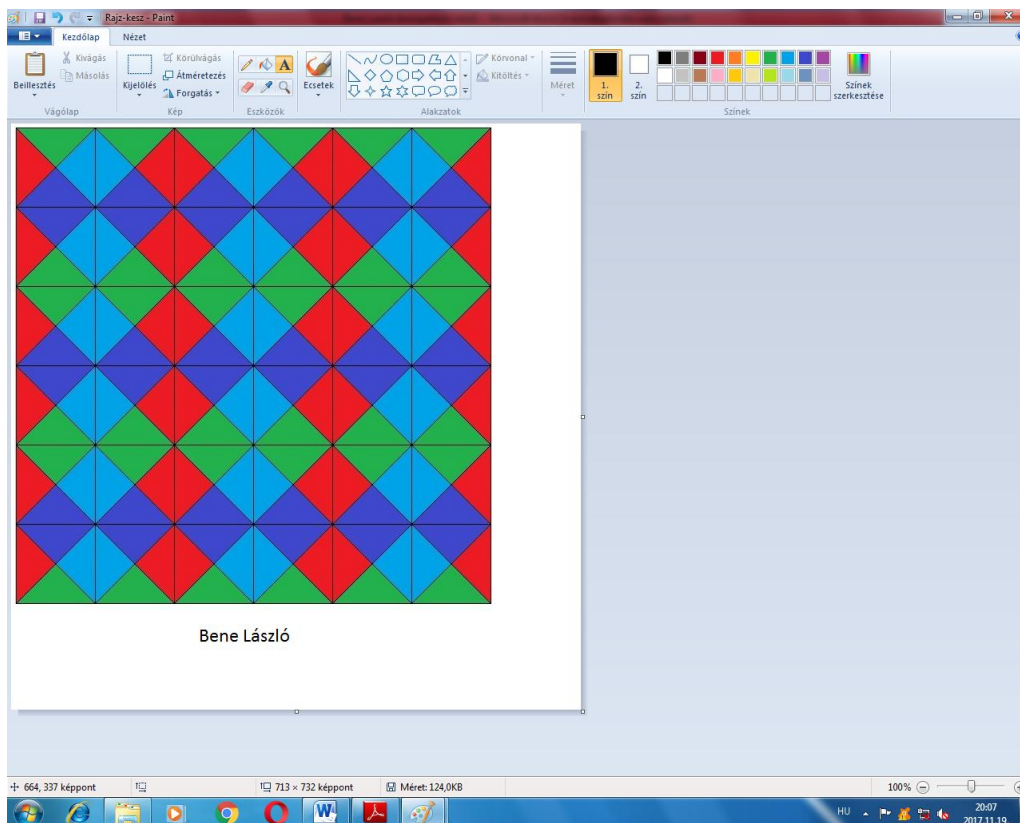 Rajz-kesz - Paint
Kezdőlap Nézet
Beillesztés
Kivágás
Másolás
Vágólap
Kijelölés
Körülvágás
Átméretezés
Forgatás
Kép
A
Eszközök
Ecsetek
Alakzatok
Körvonal
Kitöltés
Méret
1. szín
2. szín
Színek
Színek szerkesztése
Bene László
664, 337 képpont
713 × 732 képpont
Méret: 124,0KB
100%
W
HU
20:07
2017.11.19.